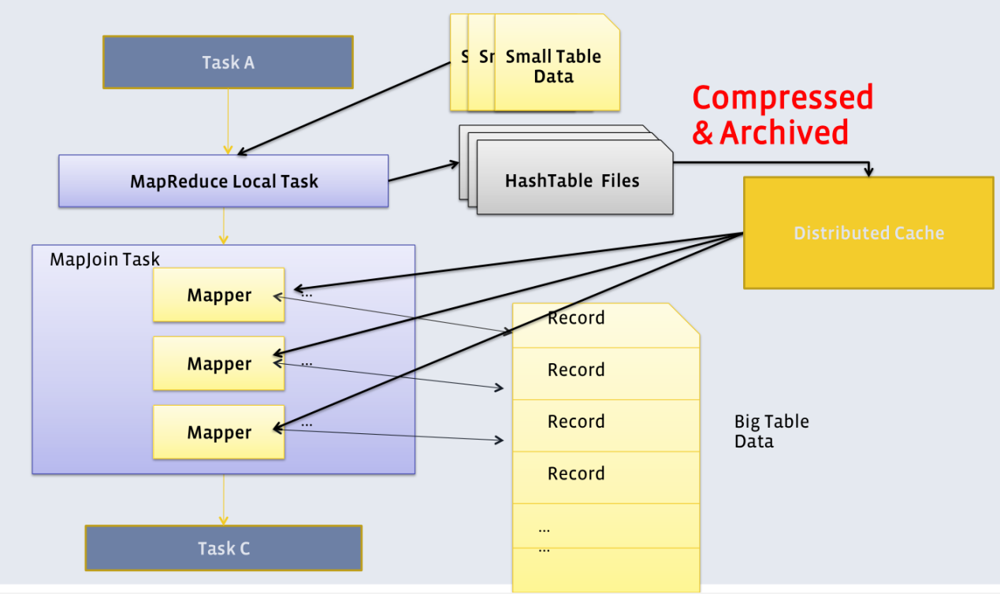 Task A
S
Sr
Small Table
Data
Compressed
& Archived
MapReduce Local Task
HashTable Files
Distributed Cache
MapJoin Task
Mapper
...
Record
Mapper
...
Record
Mapper
...
Record
Big Table
Data
Record
...
...
Task C